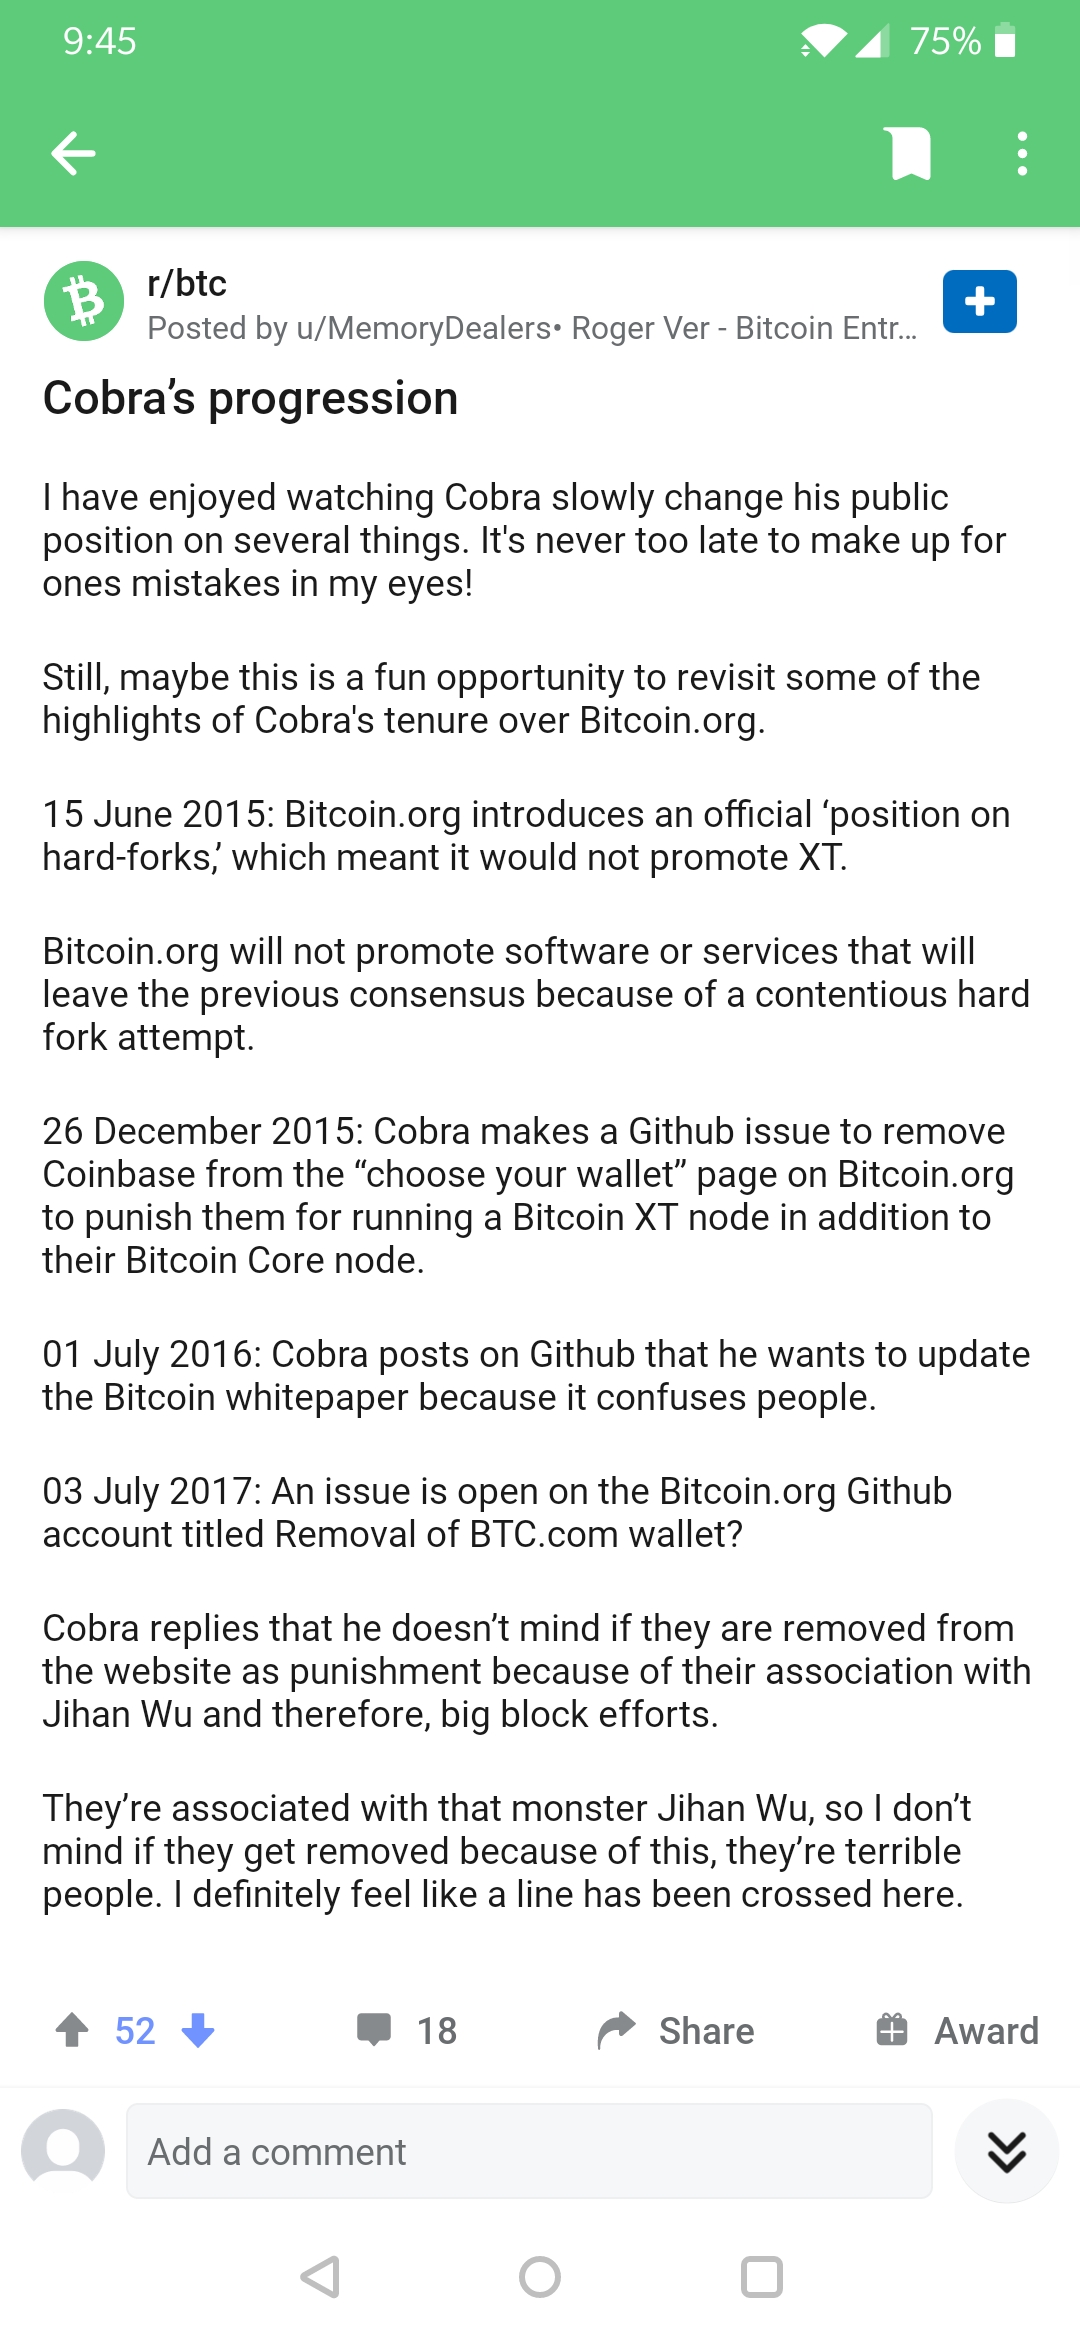 9:45
75%
r/btc
Posted by u/MemoryDealers• Roger Ver - Bitcoin Entr...
Cobra’s progression
I have enjoyed watching Cobra slowly change his public
position on several things. It's never too late to make up for
ones mistakes in my eyes!
Still, maybe this is a fun opportunity to revisit some of the
highlights of Cobra's tenure over Bitcoin.org.
15 June 2015: Bitcoin.org introduces an official ‘position on
hard-forks,’ which meant it would not promote XT.
Bitcoin.org will not promote software or services that will
leave the previous consensus because of a contentious hard
fork attempt.
26 December 2015: Cobra makes a Github issue to remove
Coinbase from the “choose your wallet” page on Bitcoin.org
to punish them for running a Bitcoin XT node in addition to
their Bitcoin Core node.
01 July 2016: Cobra posts on Github that he wants to update
the Bitcoin whitepaper because it confuses people.
03 July 2017: An issue is open on the Bitcoin.org Github
account titled Removal of BTC.com wallet?
Cobra replies that he doesn’t mind if they are removed from
the website as punishment because of their association with
Jihan Wu and therefore, big block efforts.
They’re associated with that monster Jihan Wu, so I don’t
mind if they get removed because of this, they’re terrible
people. I definitely feel like a line has been crossed here.
52
18
Share
Award
Add a comment